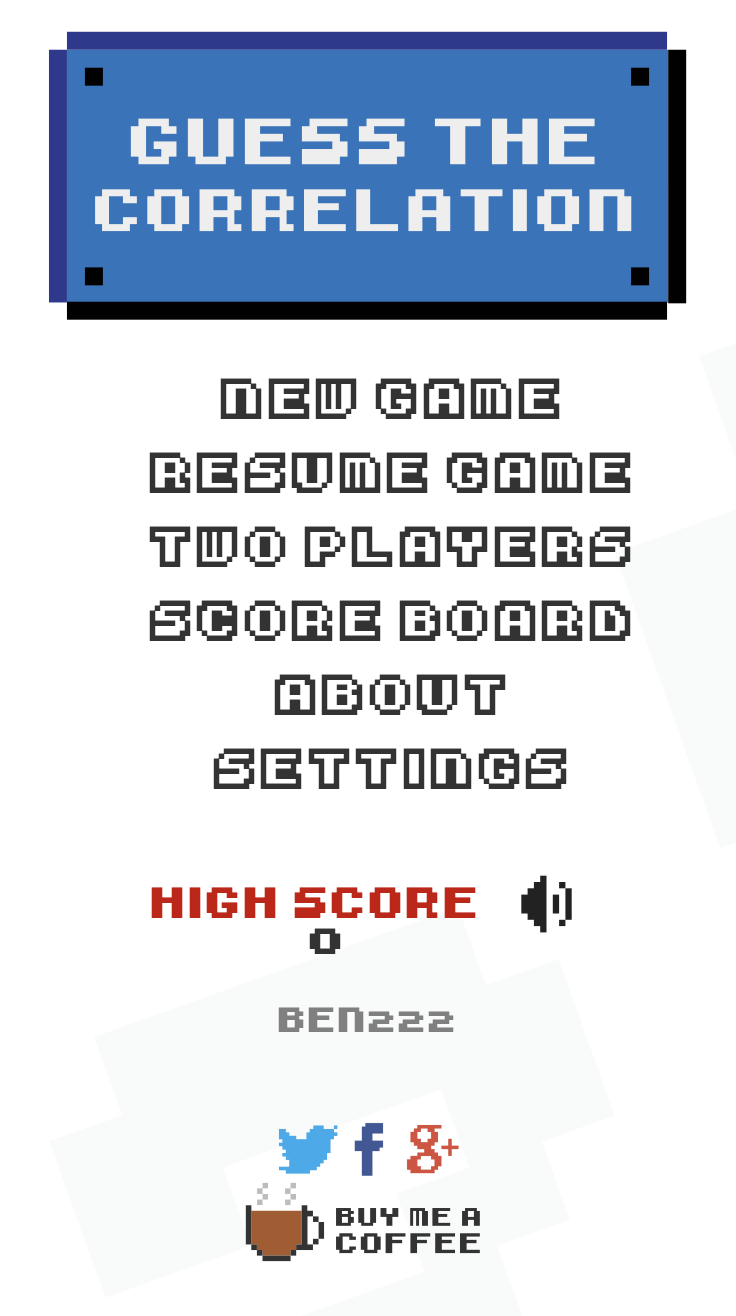 GUESS THE
CORRELATION
NEW GAME
RESUME GAME
TWO PLAYERS
SCORE BOARD
ABOUT
SETTINGS
HIGH SCORE
0
BENZZZ
f g+
BUY ME A
COFFEE